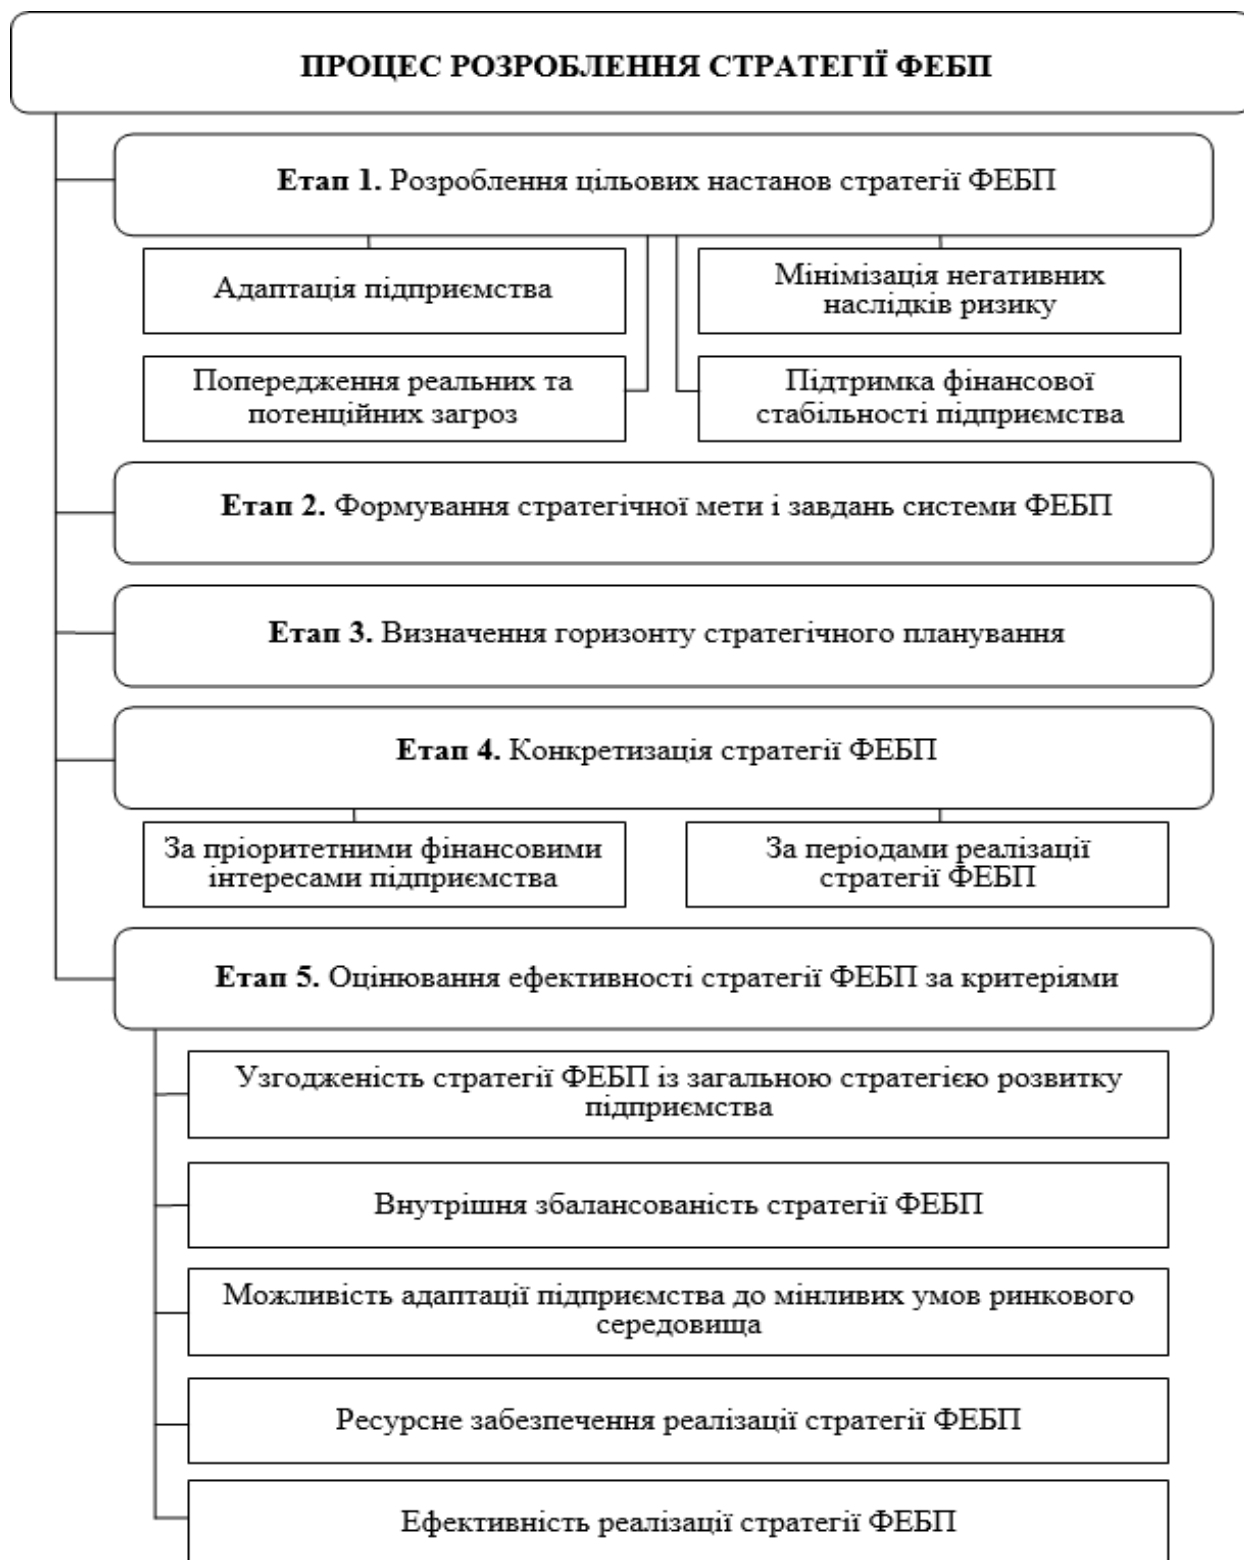 ПРОЦЕС РОЗРОБЛЕННЯ СТРАТЕГІЇ ФЕБП
Етап 1. Розроблення цільових настанов стратегії ФЕБП
Адаптація підприємства
Мінімізація негативних
наслідків ризику
Попередження реальних та
потенційних загроз
Підтримка фінансової
стабільності підприємства
Етап 2. Формування стратегічної мети і завдань системи ФЕБП
Етап 3. Визначення горизонту стратегічного планування
Етап 4. Конкретизація стратегії ФЕБП
За пріоритетними фінансовими
інтересами підприємства
За періодами реалізації
стратегії ФЕБП
Етап 5. Оцінювання ефективності стратегії ФЕБП за критеріями
Узгодженість стратегії ФЕБП із загальною стратегією розвитку
підприємства
Внутрішня збалансованість стратегії ФЕБП
Можливість адаптації підприємства до мінливих умов ринкового
середовища
Ресурсне забезпечення реалізації стратегії ФЕБП
Ефективність реалізації стратегії ФЕБП